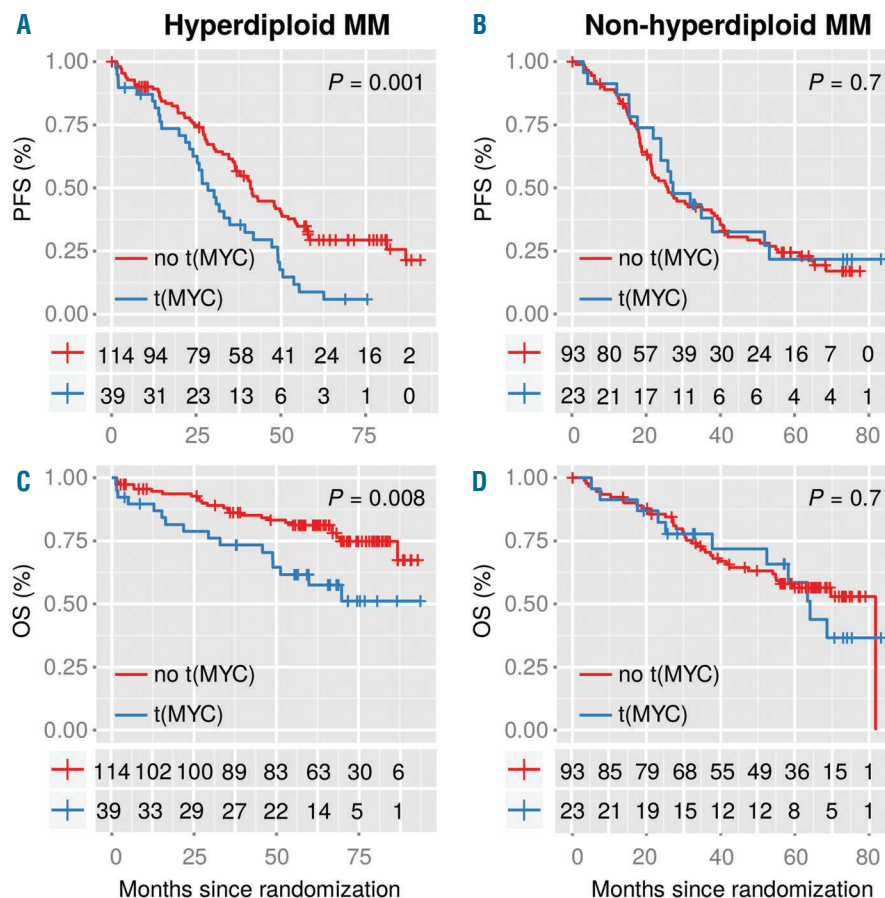 A Hyperdiploid MM
1.00
P = 0.001
0.75
0.50
0.25
0.00
PFS (%)
no t(MYC)
t(MYC)
114 94 79 58 41 24 16 2
39 31 23 13 6 3 1 0
0 25 50 75
B Non-hyperdiploid MM
1.00
P = 0.7
0.75
0.50
0.25
0.00
PFS (%)
no t(MYC)
t(MYC)
93 80 57 39 30 24 16 7 0
23 21 17 11 6 6 4 4 1
0 20 40 60 80
C
1.00
P = 0.008
0.75
0.50
0.25
0.00
OS (%)
no t(MYC)
t(MYC)
114 102 100 89 83 63 30 6
39 33 29 27 22 14 5 1
0 25 50 75
Months since randomization
D
1.00
P = 0.7
0.75
0.50
0.25
0.00
OS (%)
no t(MYC)
t(MYC)
93 85 79 68 55 49 36 15 1
23 21 19 15 12 12 8 5 1
0 20 40 60 80
Months since randomization